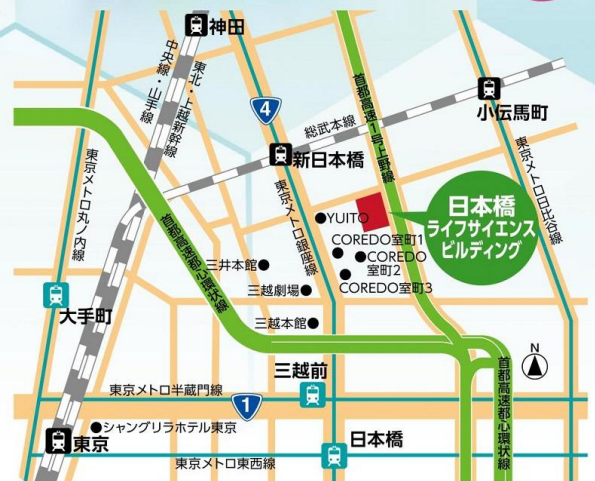 神田
中央線・山手線
東北・上越新幹線
4
総武本線
首都高速1号上野線
小伝馬町
新日本橋
東京メトロ丸ノ内線
東京メトロ銀座線
東京メトロ日比谷線
日本橋
ライフサイエンス
ビルディング
YUITO
COREDO室町1
COREDO
室町2
COREDO室町3
首都高速都心環状線
三井本館
三越劇場
三越本館
大手町
三越前
N
首都高速都心環状線
東京メトロ半蔵門線
1
シャングリラホテル東京
東京
日本橋
東京メトロ東西線